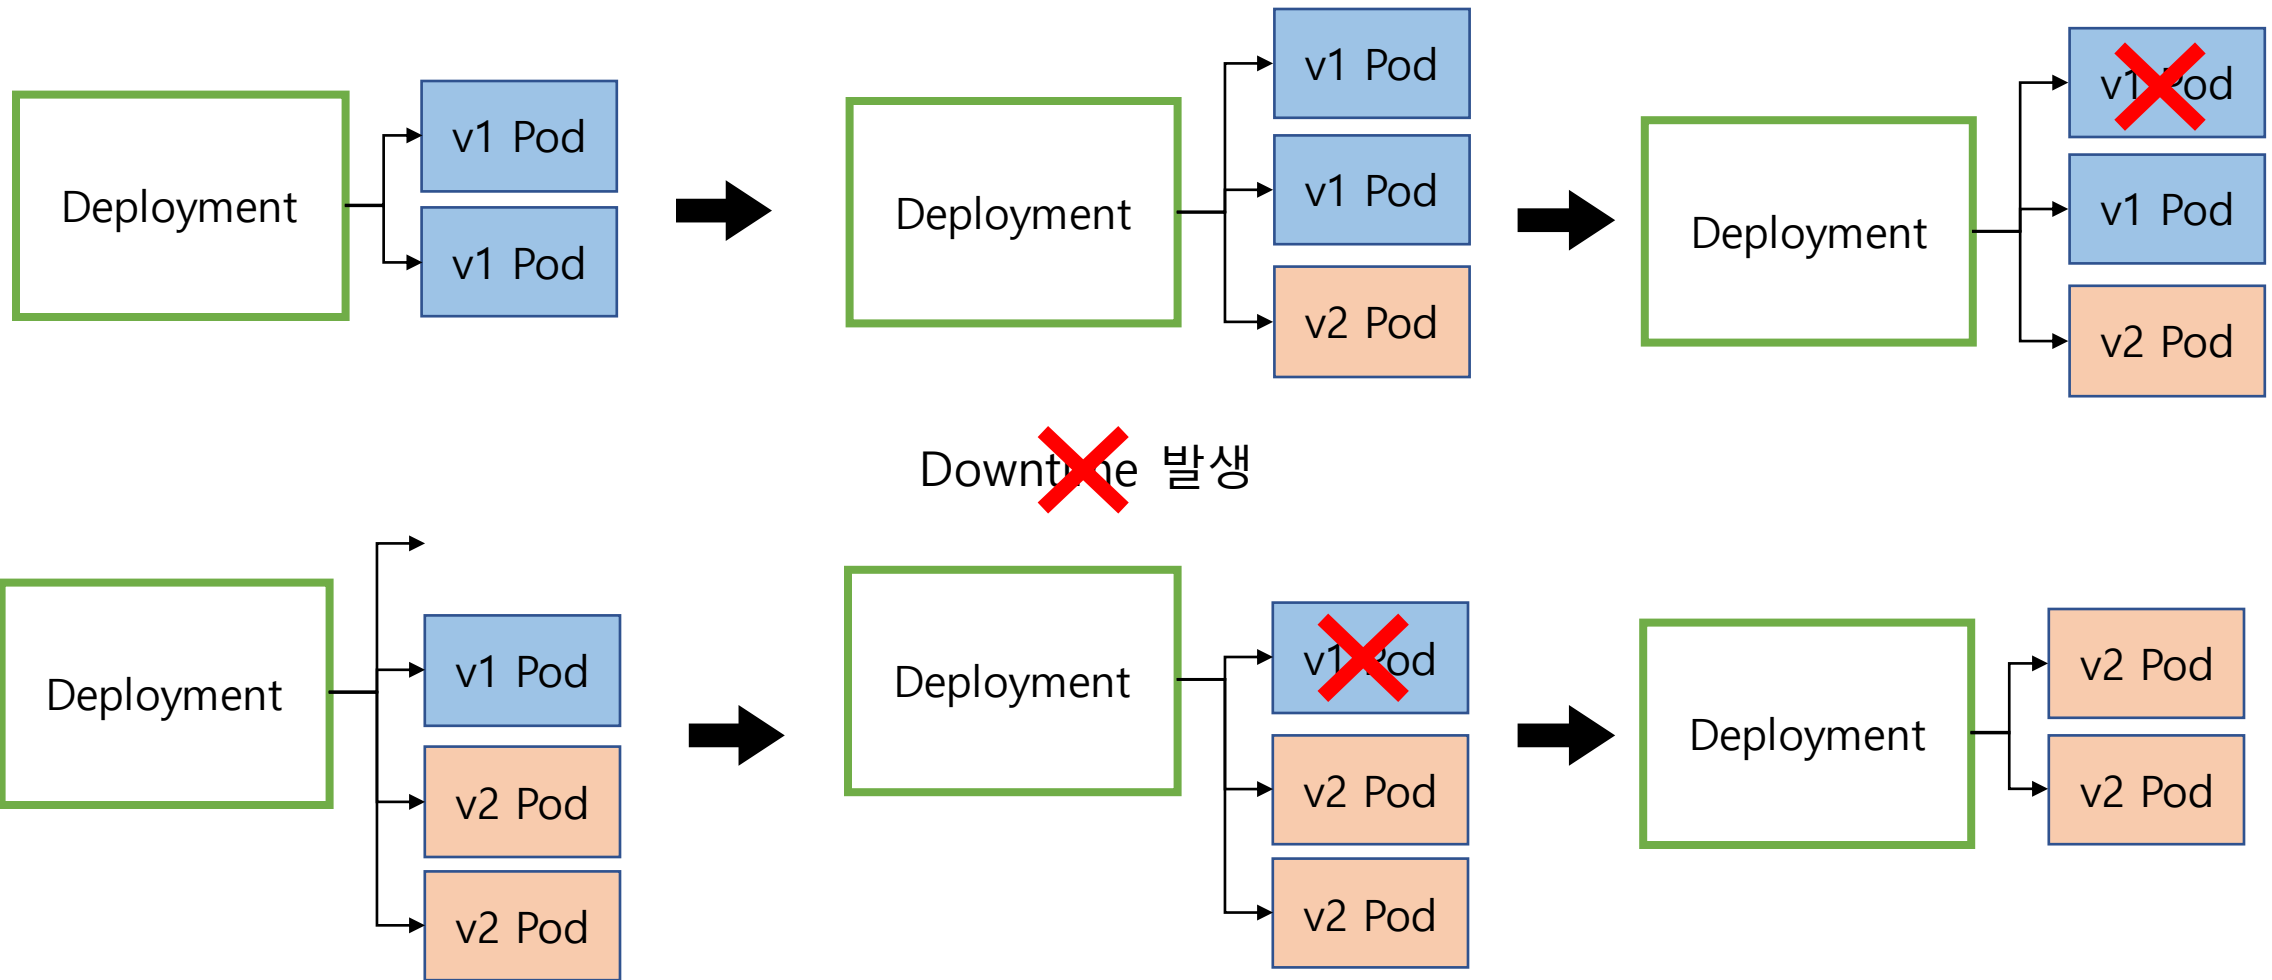 Deployment
v1 Pod
v1 Pod
Deployment
v1 Pod
v1 Pod
v2 Pod
Deployment
v1 Pod
v1 Pod
v2 Pod
Downtime 발생
Deployment
v1 Pod
v2 Pod
v2 Pod
Deployment
v1 Pod
v2 Pod
v2 Pod
Deployment
v2 Pod
v2 Pod